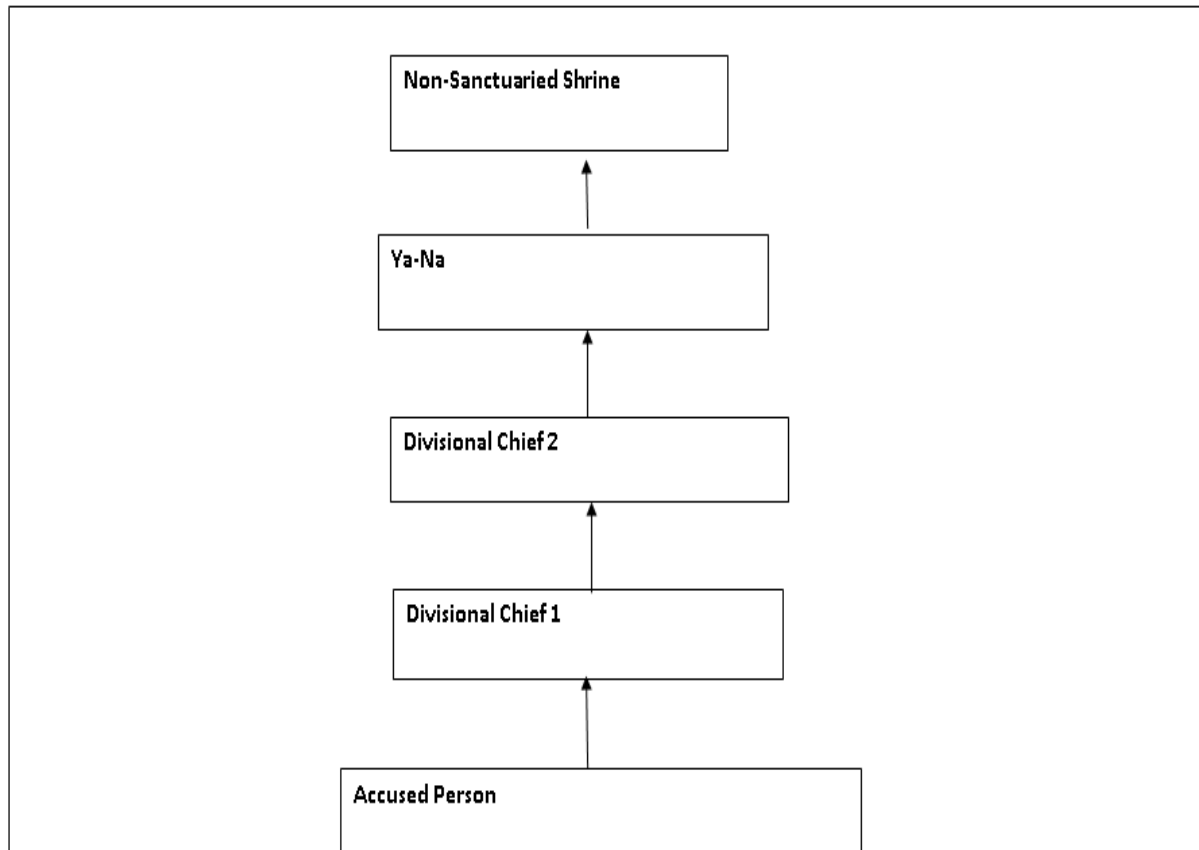 Non-Sanctuaried Shrine
Ya-Na
Divisional Chief 2
Divisional Chief 1
Accused Person